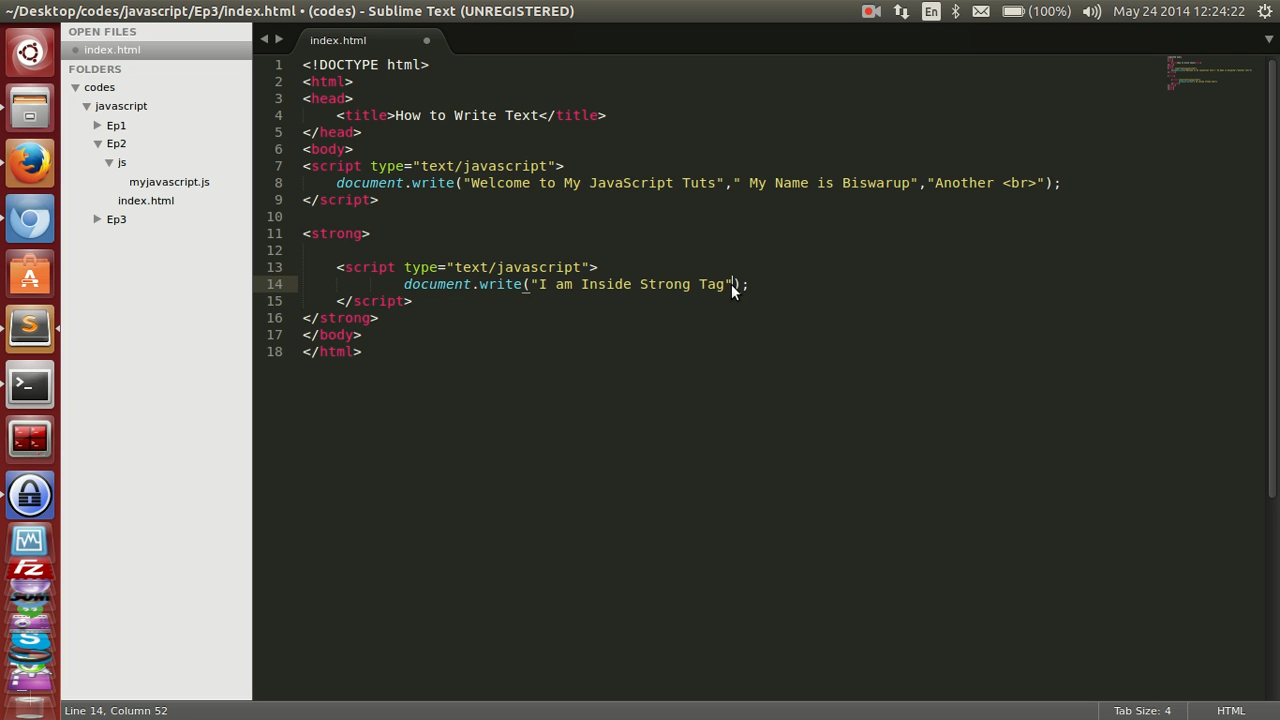 ~/Desktop/codes/javascript/Ep3/index.html • (codes) - Sublime Text (UNREGISTERED)
En
(100%)
May 24 2014 12:24:22
OPEN FILES
index.html
FOLDERS
codes
javascript
Ep1
Ep2
js
myjavascript.js
index.html
Ep3
index.html
1 <!DOCTYPE html>
2 <html>
3 <head>
4     <title>How to Write Text</title>
5 </head>
6 <body>
7 <script type="text/javascript">
8     document.write("Welcome to My JavaScript Tuts"," My Name is Biswarup","Another <br>");
9 </script>
10
11 <strong>
12
13     <script type="text/javascript">
14             document.write("I am Inside Strong Tag");
15     </script>
16 </strong>
17 </body>
18 </html>
Line 14, Column 52
Tab Size: 4
HTML